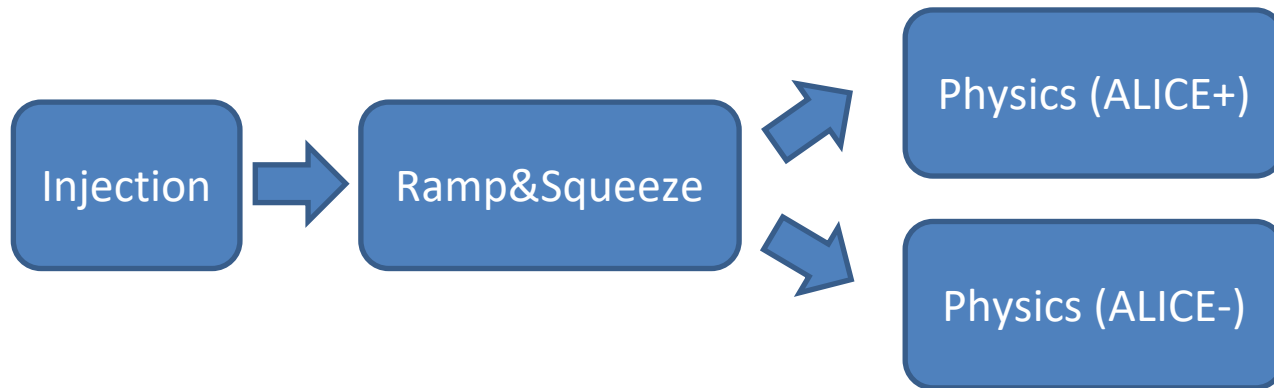 Injection
Ramp&Squeeze
Physics (ALICE+)
Physics (ALICE-)